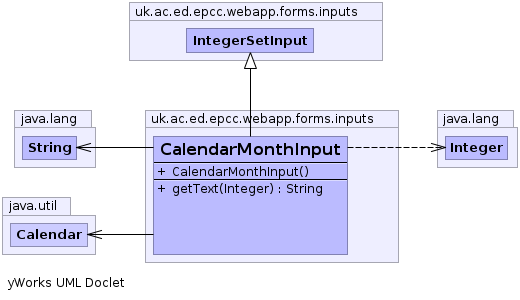 uk.ac.ed.epcc.webapp.forms.inputs
IntegerSetInput
java.lang
String
uk.ac.ed.epcc.webapp.forms.inputs
CalendarMonthInput
+ CalendarMonthInput()
+ getText(Integer) : String
java.lang
Integer
java.util
Calendar
yWorks UML Doclet